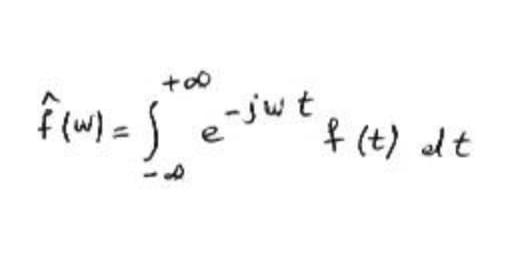 f̂(w) = ∫_{-∞}^{+∞} e^{-jwt} f(t) dt